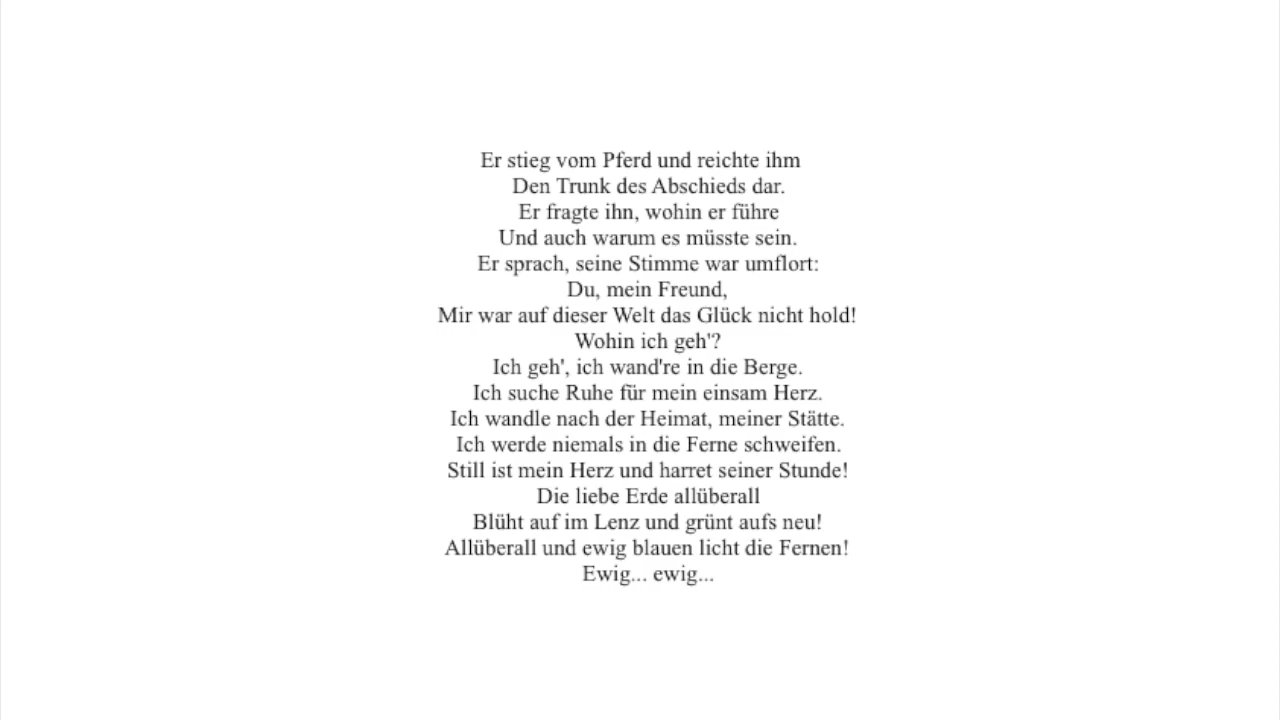 Er stieg vom Pferd und reichte ihm
Den Trunk des Abschieds dar.
Er fragte ihn, wohin er führe
Und auch warum es müsste sein.
Er sprach, seine Stimme war umflort:
Du, mein Freund,
Mir war auf dieser Welt das Glück nicht hold!
Wohin ich geh'?
Ich geh', ich wand're in die Berge.
Ich suche Ruhe für mein einsam Herz.
Ich wandle nach der Heimat, meiner Stätte.
Ich werde niemals in die Ferne schweifen.
Still ist mein Herz und harret seiner Stunde!
Die liebe Erde allüberall
Blüht auf im Lenz und grünt aufs neu!
Allüberall und ewig blauen licht die Fernen!
Ewig... ewig...